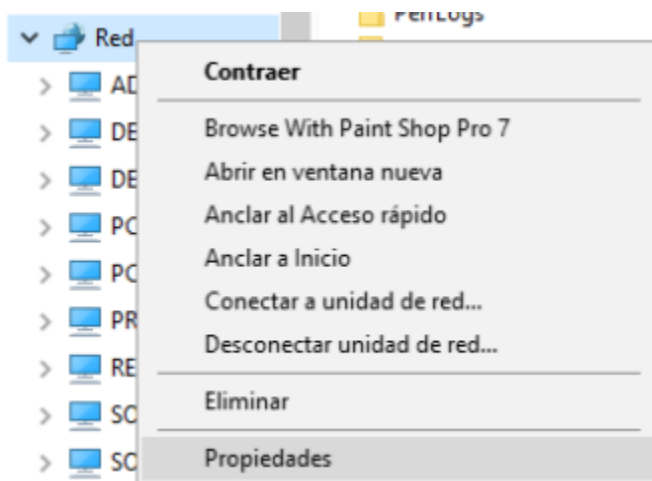 PerfLogs
Red
AD
DE
DE
PC
PC
PR
RE
SO
SO
Contraer
Browse With Paint Shop Pro 7
Abrir en ventana nueva
Anclar al Acceso rápido
Anclar a Inicio
Conectar a unidad de red...
Desconectar unidad de red...
Eliminar
Propiedades